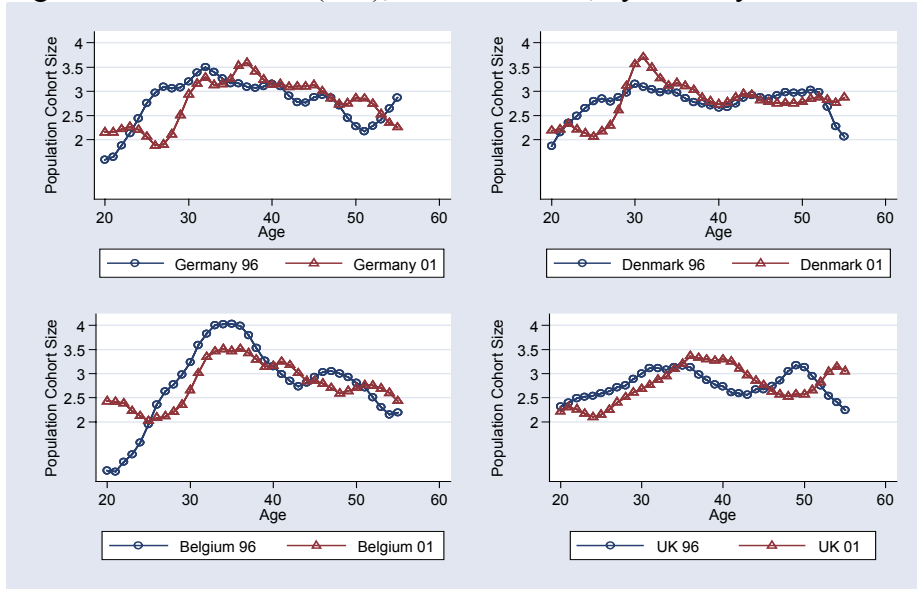 Population Cohort Size
4
3.5
3
2.5
2
20 30 40 50 60
Age
Germany 96 Germany 01
Population Cohort Size
4
3.5
3
2.5
2
20 30 40 50 60
Age
Denmark 96 Denmark 01
Population Cohort Size
4
3.5
3
2.5
2
20 30 40 50 60
Age
Belgium 96 Belgium 01
Population Cohort Size
4
3.5
3
2.5
2
20 30 40 50 60
Age
UK 96 UK 01